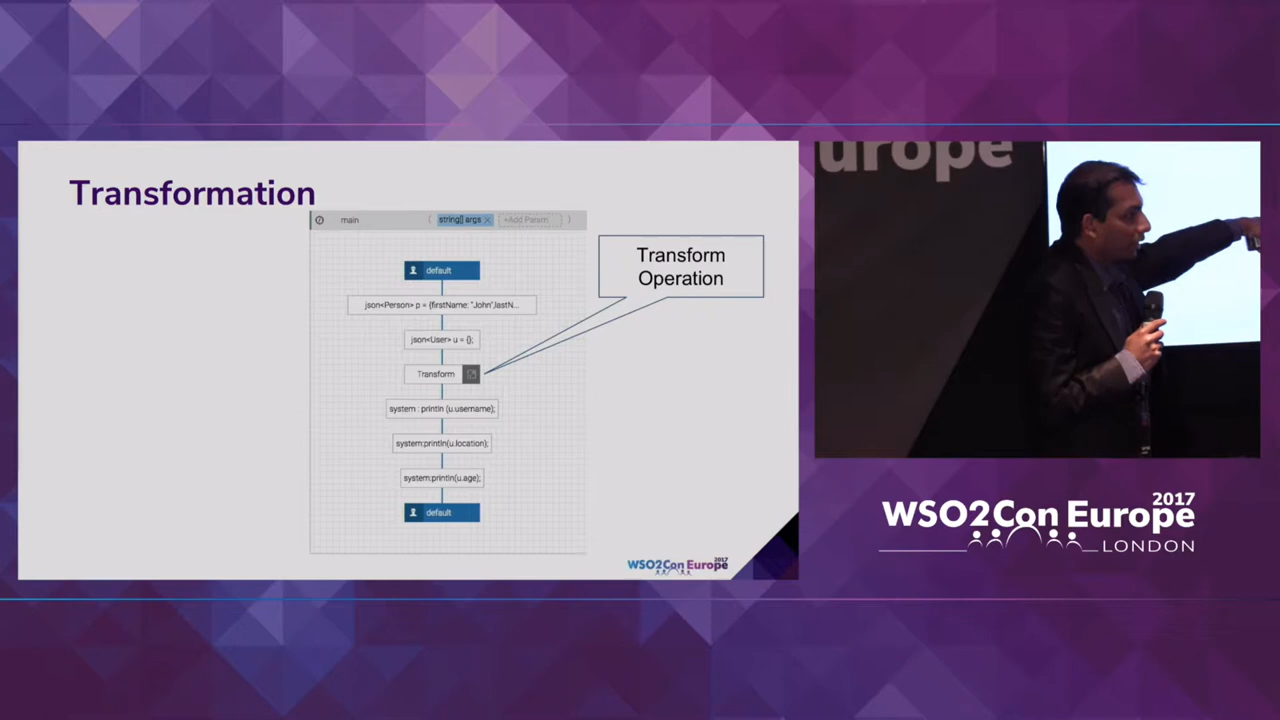 Transformation
main ( string[] args × +Add Param )
default
json<Person> p = {firstName: "John",lastN...
json<User> u = {};
Transform
system : println (u.username);
system:println(u.location);
system:println(u.age);
default
Transform
Operation
WSO2Con Europe 2017
urope
WSO2Con Europe 2017
LONDON